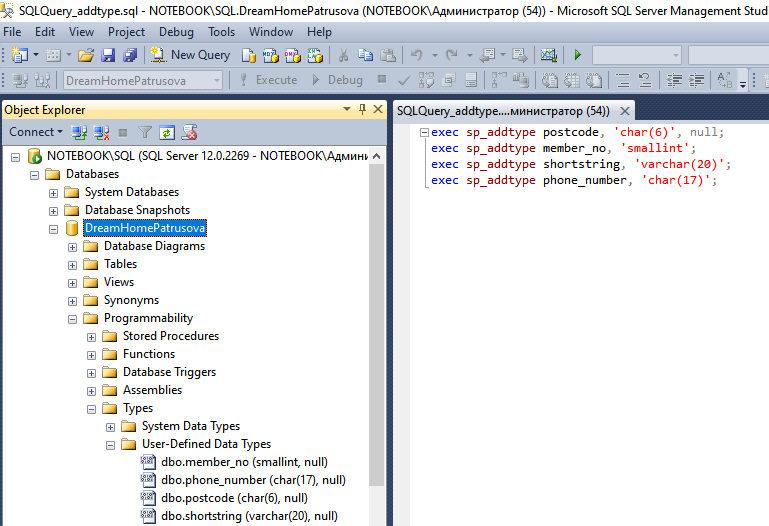 SQLQuery_addtype.sql - NOTEBOOK\SQL.DreamHomePatrusova (NOTEBOOK\Администратор (54)) - Microsoft SQL Server Management Stud
File Edit View Project Debug Tools Window Help
New Query
DreamHomePatrusova Execute Debug
Object Explorer
Connect
NOTEBOOK\SQL (SQL Server 12.0.2269 - NOTEBOOK\Админи
Databases
System Databases
Database Snapshots
DreamHomePatrusova
Database Diagrams
Tables
Views
Synonyms
Programmability
Stored Procedures
Functions
Database Triggers
Assemblies
Types
System Data Types
User-Defined Data Types
dbo.member_no (smallint, null)
dbo.phone_number (char(17), null)
dbo.postcode (char(6), null)
dbo.shortstring (varchar(20), null)
SQLQuery_addtype....министратор (54))
exec sp_addtype postcode, 'char(6)', null;
exec sp_addtype member_no, 'smallint';
exec sp_addtype shortstring, 'varchar(20)';
exec sp_addtype phone_number, 'char(17)';